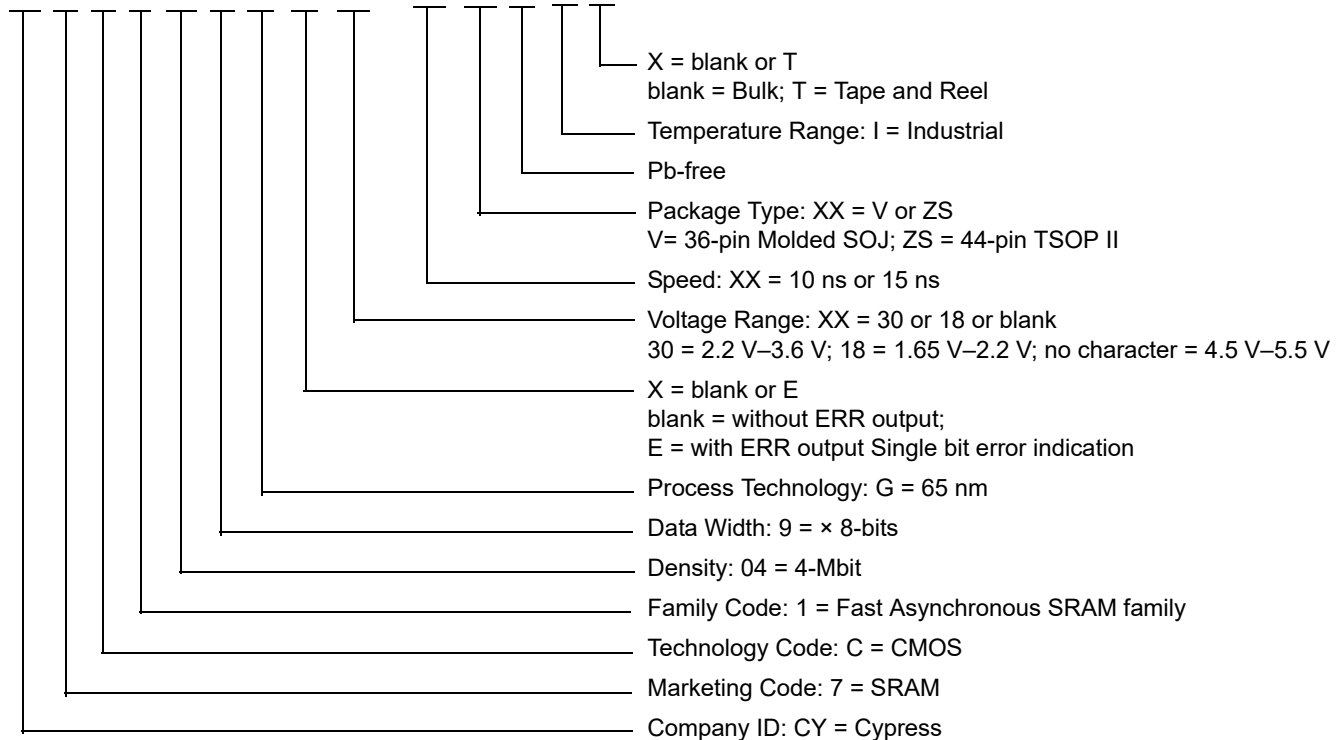 X = blank or T
blank = Bulk; T = Tape and Reel
Temperature Range: I = Industrial
Pb-free
Package Type: XX = V or ZS
V= 36-pin Molded SOJ; ZS = 44-pin TSOP II
Speed: XX = 10 ns or 15 ns
Voltage Range: XX = 30 or 18 or blank
30 = 2.2 V–3.6 V; 18 = 1.65 V–2.2 V; no character = 4.5 V–5.5 V
X = blank or E
blank = without ERR output;
E = with ERR output Single bit error indication
Process Technology: G = 65 nm
Data Width: 9 = × 8-bits
Density: 04 = 4-Mbit
Family Code: 1 = Fast Asynchronous SRAM family
Technology Code: C = CMOS
Marketing Code: 7 = SRAM
Company ID: CY = Cypress